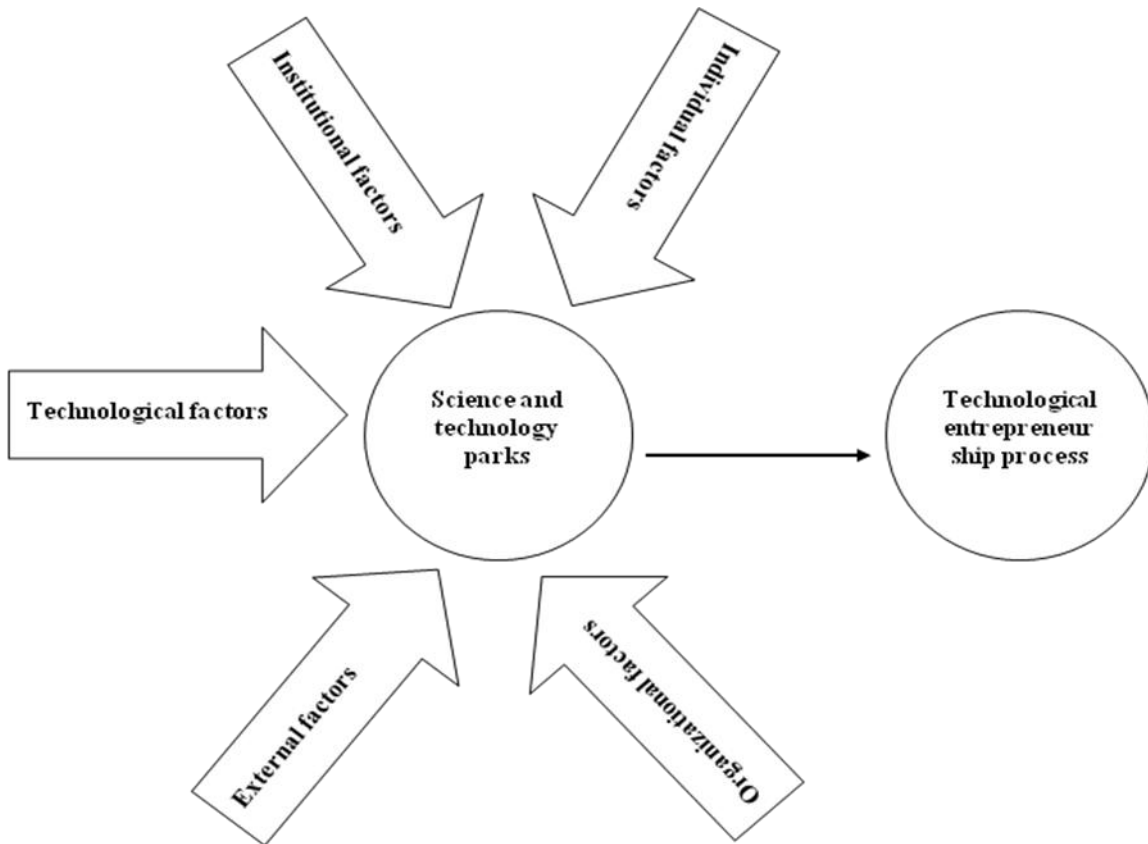 Institutional factors
Individual factors
Technological factors
Science and
technology
parks
Technological
entrepreneur
ship process
External factors
Organizational factors